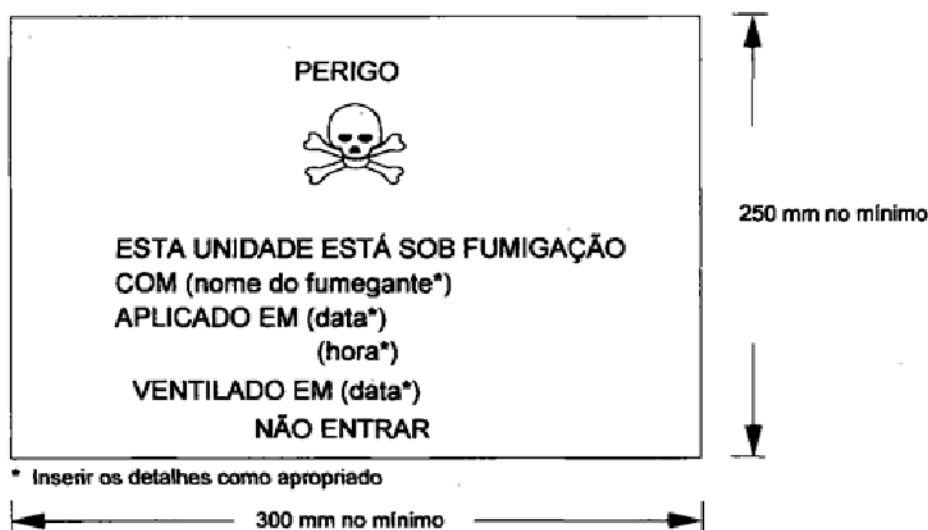 PERIGO
ESTA UNIDADE ESTÁ SOB FUMIGAÇÃO
COM (nome do fumegante*)
APLICADO EM (data*)
(hora*)
VENTILADO EM (data*)
NÃO ENTRAR
250 mm no mínimo
* Inserir os detalhes como apropriado
300 mm no mínimo